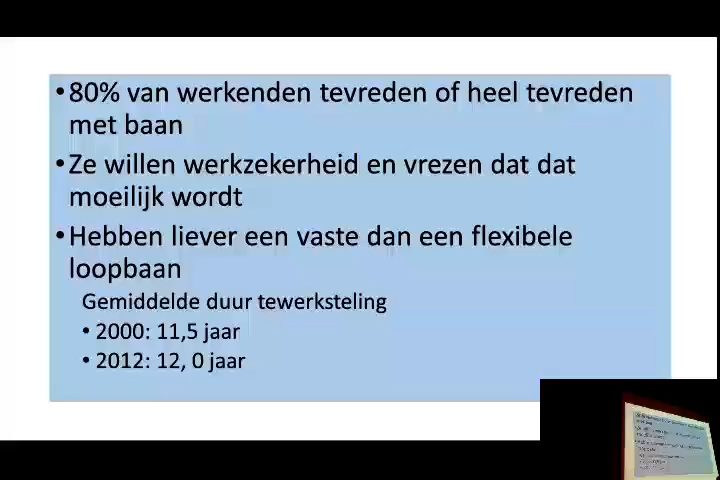 •80% van werkenden tevreden of heel tevreden
met baan
•Ze willen werkzekerheid en vrezen dat dat
moeilijk wordt
•Hebben liever een vaste dan een flexibele
loopbaan
Gemiddelde duur tewerksteling
• 2000: 11,5 jaar
• 2012: 12, 0 jaar